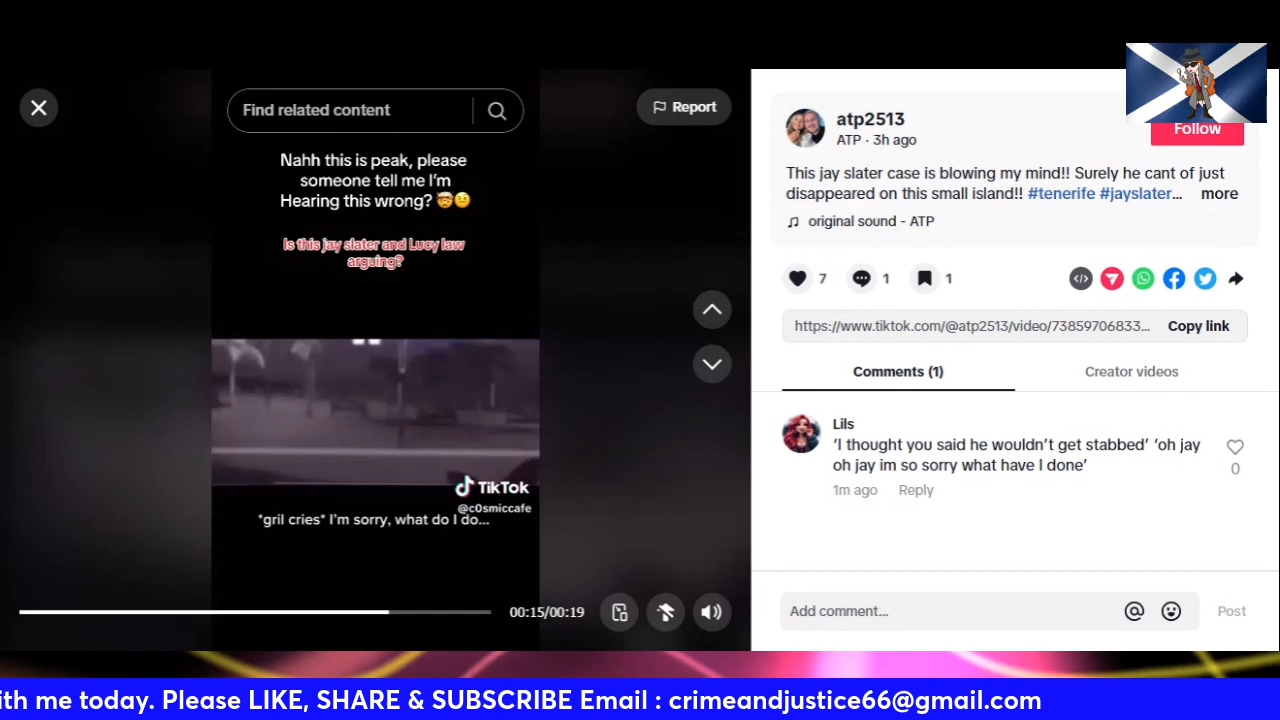 Find related content
Report
Nahh this is peak, please
someone tell me I'm
Hearing this wrong? 🤯😐
Is this jay slater and Lucy law
arguing?
TikTok
@c0smiccafe
*gril cries* I'm sorry, what do I do...
00:15/00:19
atp2513
ATP · 3h ago
Follow
This jay slater case is blowing my mind!! Surely he cant of just
disappeared on this small island!! #tenerife #jayslater... more
original sound - ATP
7
1
1
https://www.tiktok.com/@atp2513/video/73859706833...
Copy link
Comments (1)
Creator videos
Lils
‘I thought you said he wouldn’t get stabbed’ ‘oh jay
oh jay im so sorry what have I done’
0
1m ago
Reply
Add comment...
Post
ith me today. Please LIKE, SHARE & SUBSCRIBE Email : crimeandjustice66@gmail.com